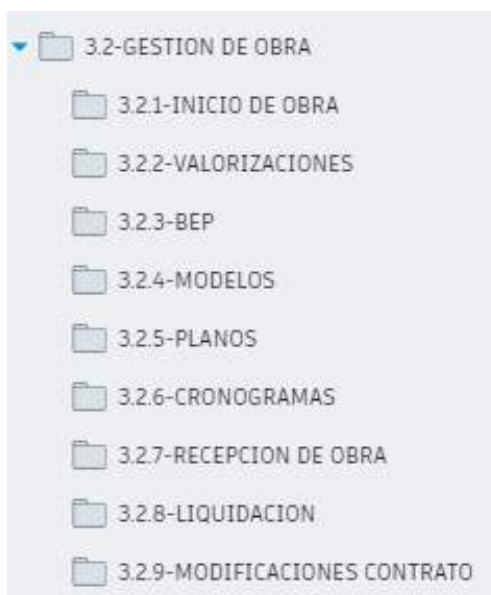 3.2-GESTION DE OBRA
3.2.1-INICIO DE OBRA
3.2.2-VALORIZACIONES
3.2.3-BEP
3.2.4-MODELOS
3.2.5-PLANOS
3.2.6-CRONOGRAMAS
3.2.7-RECEPCION DE OBRA
3.2.8-LIQUIDACION
3.2.9-MODIFICACIONES CONTRATO